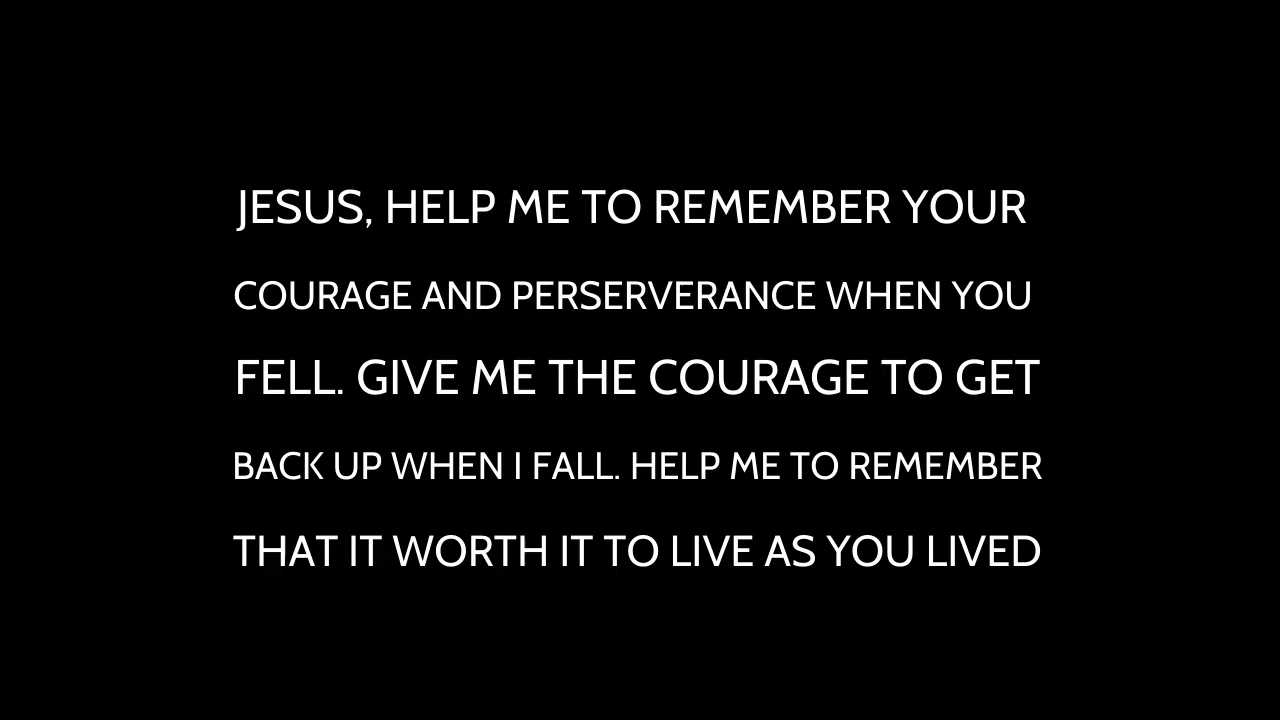 JESUS, HELP ME TO REMEMBER YOUR
COURAGE AND PERSERVERANCE WHEN YOU
FELL. GIVE ME THE COURAGE TO GET
BACK UP WHEN I FALL. HELP ME TO REMEMBER
THAT IT WORTH IT TO LIVE AS YOU LIVED